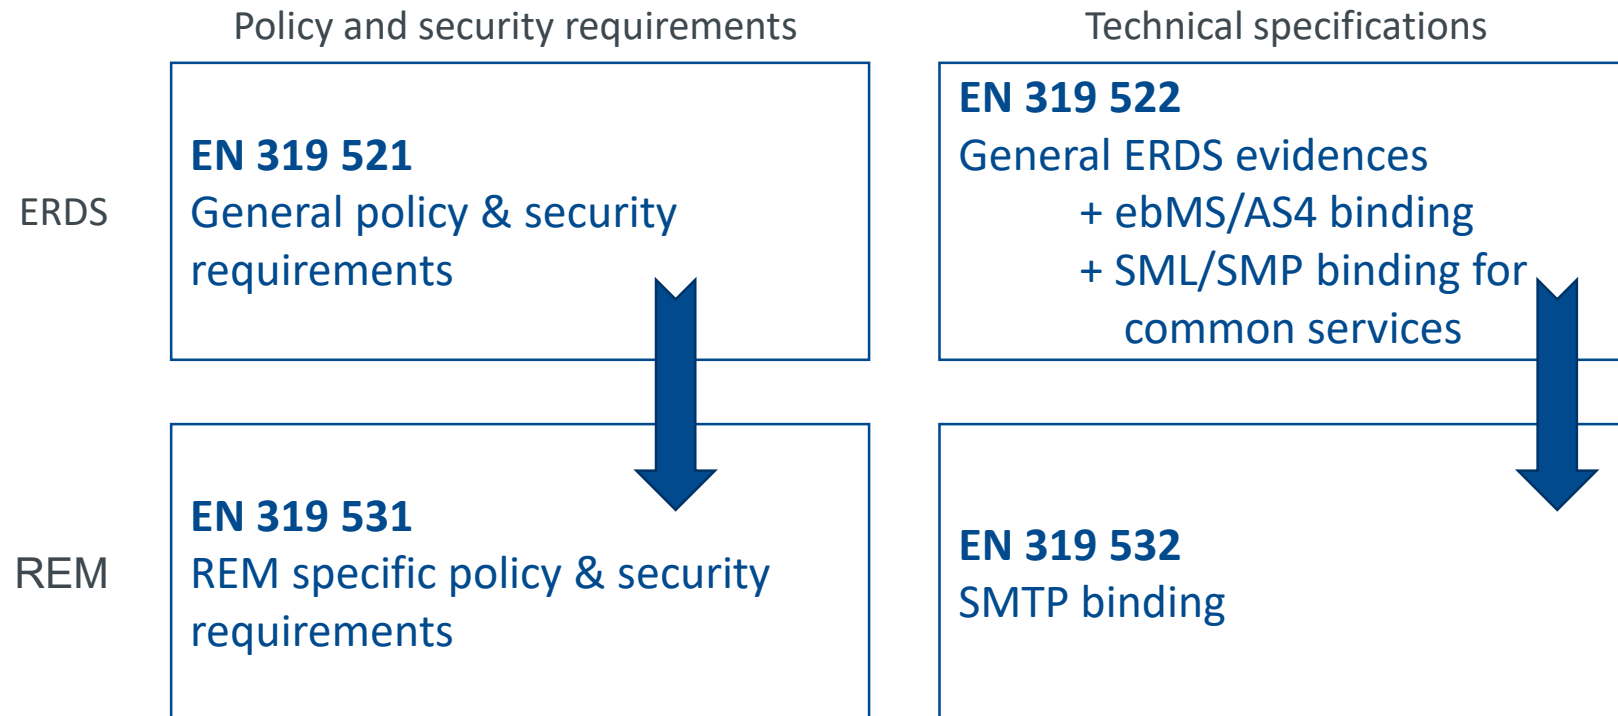 Policy and security requirements
Technical specifications
ERDS
EN 319 521
General policy & security
requirements
EN 319 522
General ERDS evidences
+ ebMS/AS4 binding
+ SML/SMP binding for
common services
REM
EN 319 531
REM specific policy & security
requirements
EN 319 532
SMTP binding